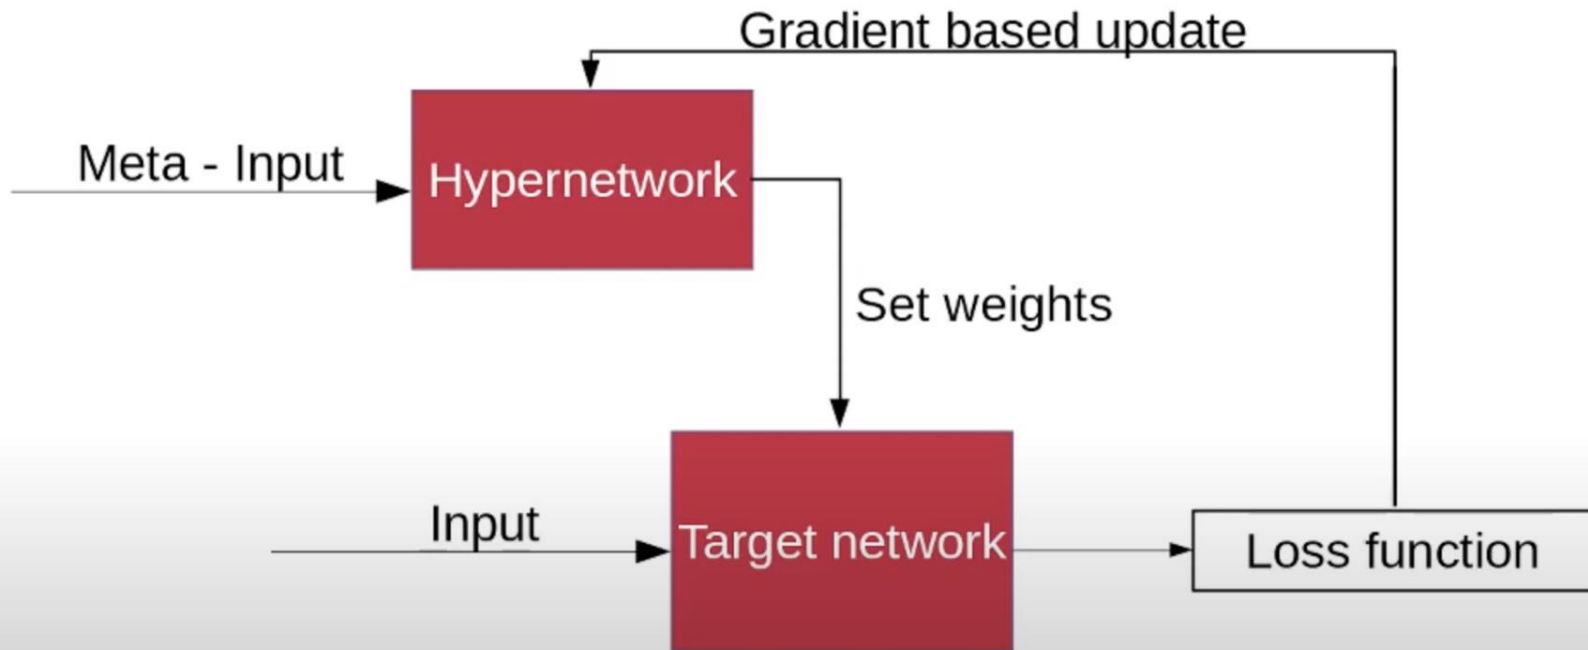 Gradient based update
Meta - Input
Hypernetwork
Set weights
Input
Target network
Loss function